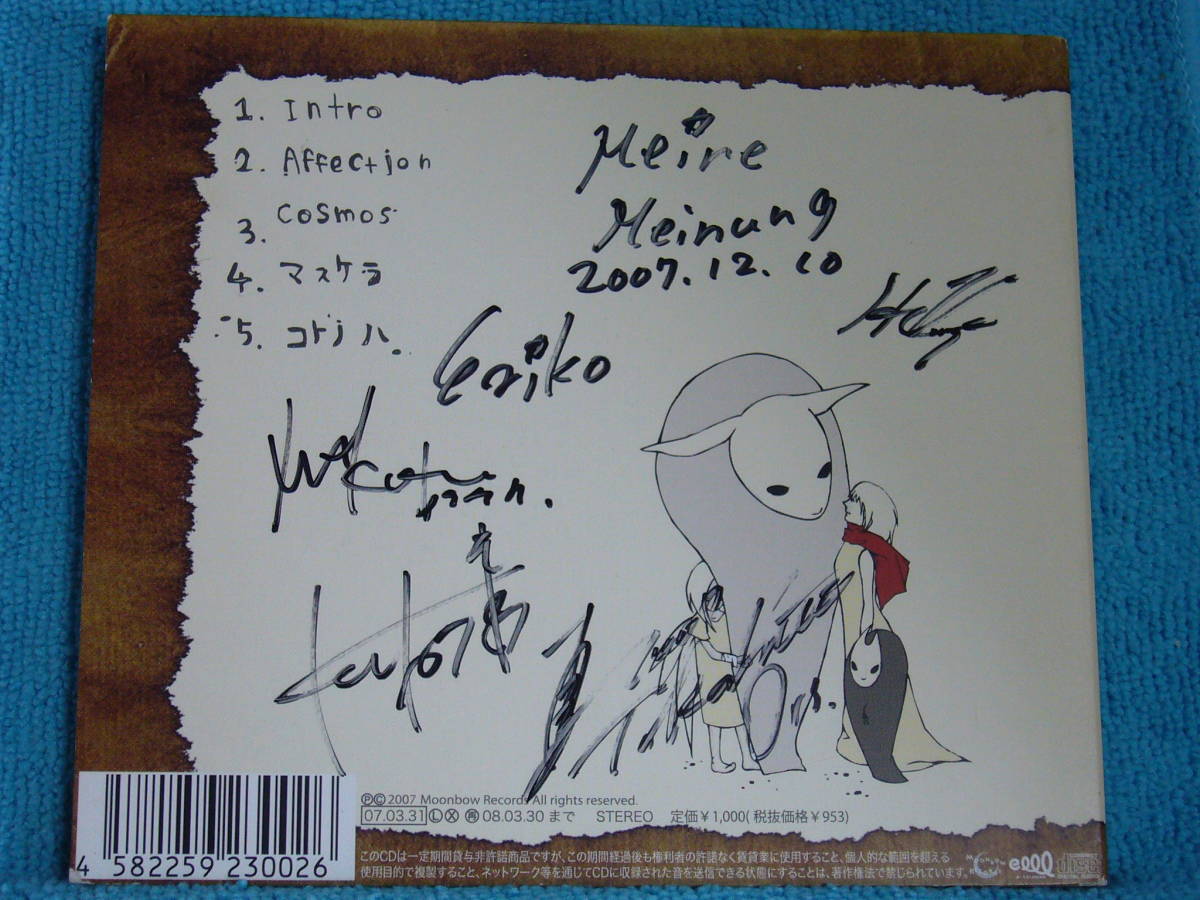 1. Intro
2. Affection
3. cosmos
4. マスケラ
5. コトノハ.
Meine
Meinung
2007.12.10
Eriko
Ⓟ©2007 Moonbow Records All rights reserved.
07.03.31 Ⓛ Ⓧ 08.03.30 まで STEREO 定価¥1,000(税抜価格¥953)
このCDは一定期間貸与非許諾商品ですが、この期間経過後も権利者の許諾なく賃貸業に使用すること、個人的な範囲を超える
使用目的で複製すること、ネットワーク等を通じてCDに収録された音を送信できる状態にすることは、著作権法で禁じられています。
4 582259 230026